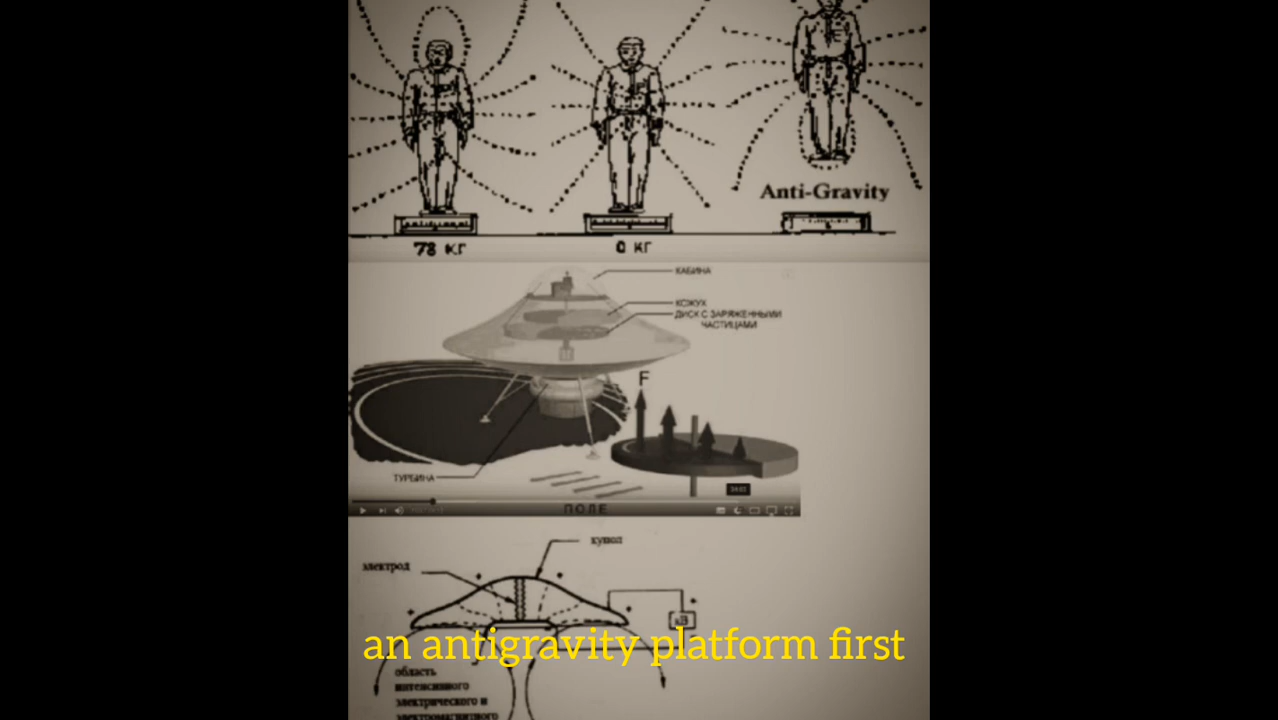 Anti-Gravity
78 КГ
0 КГ
КАБИНА
КОЖУХ
ДИСК С ЗАРЯЖЕННЫМИ
ЧАСТИЦАМИ
F
ТУРБИНА
ПОЛЕ
купол
электрод
an antigravity platform first
область
интенсивного
электрического и
электромагнитного